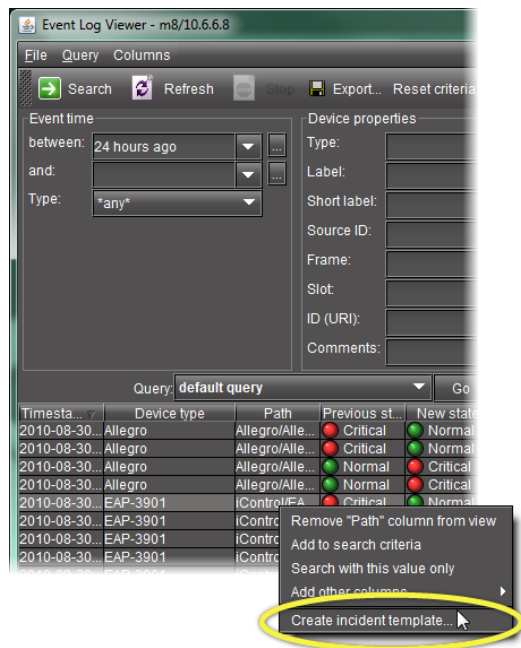 Event Log Viewer - m8/10.6.6.8
File Query Columns
Search Refresh Stop Export... Reset criteria
Event time
between: 24 hours ago ...
and: ...
Type: *any*
Device properties
Type:
Label:
Short label:
Source ID:
Frame:
Slot:
ID (URI):
Comments:
Query: default query Go
Timesta... Device type Path Previous st... New state
2010-08-30... Allegro Allegro/Alle... Critical Normal
2010-08-30... Allegro Allegro/Alle... Critical Normal
2010-08-30... Allegro Allegro/Alle... Normal Critical
2010-08-30... Allegro Allegro/Alle... Normal Critical
2010-08-30... EAP-3901 iControl/EA... Critical Normal
2010-08-30... EAP-3901 iContro
2010-08-30... EAP-3901 iContro
2010-08-30... EAP-3901 iContro
Remove "Path" column from view
Add to search criteria
Search with this value only
Add other columns
Create incident template...